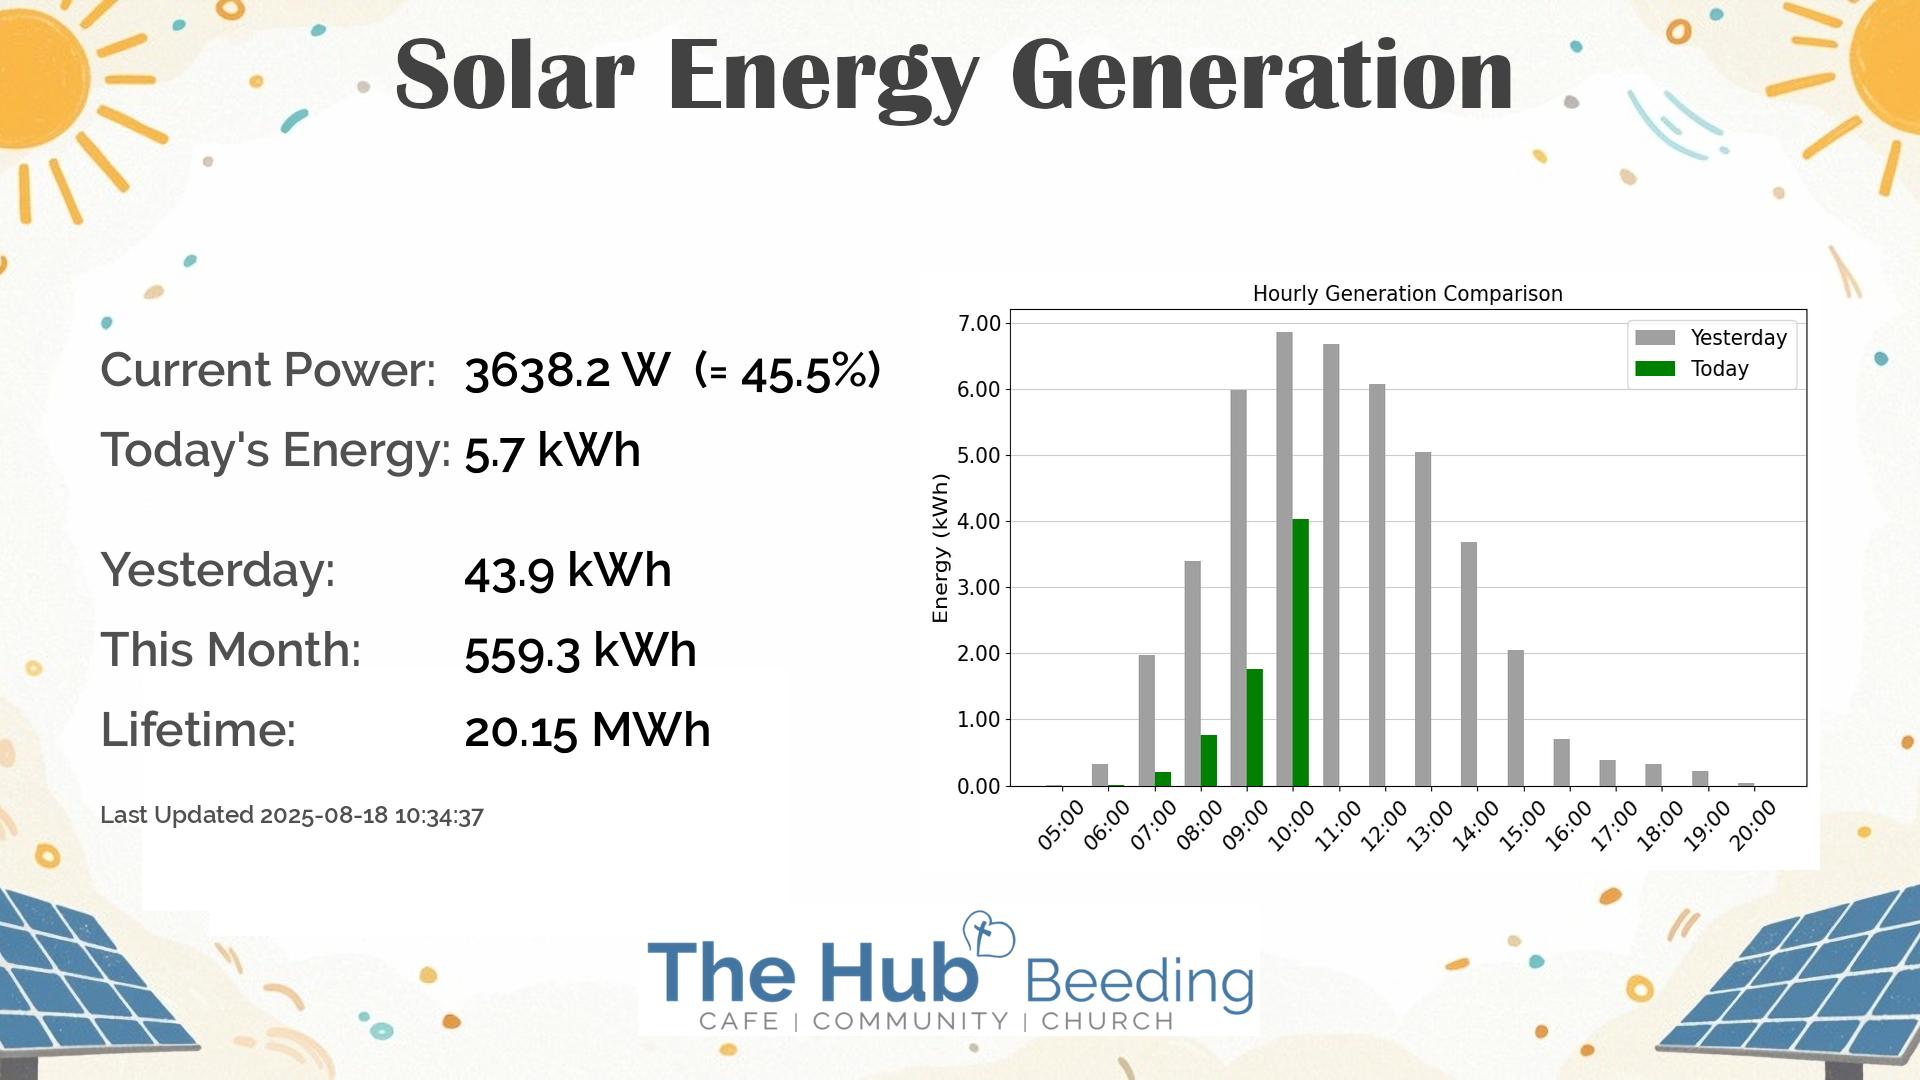 Solar Energy Generation
Current Power: 3638.2 W (= 45.5%)
Today's Energy: 5.7 kWh
Yesterday: 43.9 kWh
This Month: 559.3 kWh
Lifetime: 20.15 MWh
Last Updated 2025-08-18 10:34:37
Hourly Generation Comparison
Yesterday
Today
Energy (kWh)
7.00
6.00
5.00
4.00
3.00
2.00
1.00
0.00
05:00 06:00 07:00 08:00 09:00 10:00 11:00 12:00 13:00 14:00 15:00 16:00 17:00 18:00 19:00 20:00
The Hub Beeding
CAFE | COMMUNITY | CHURCH